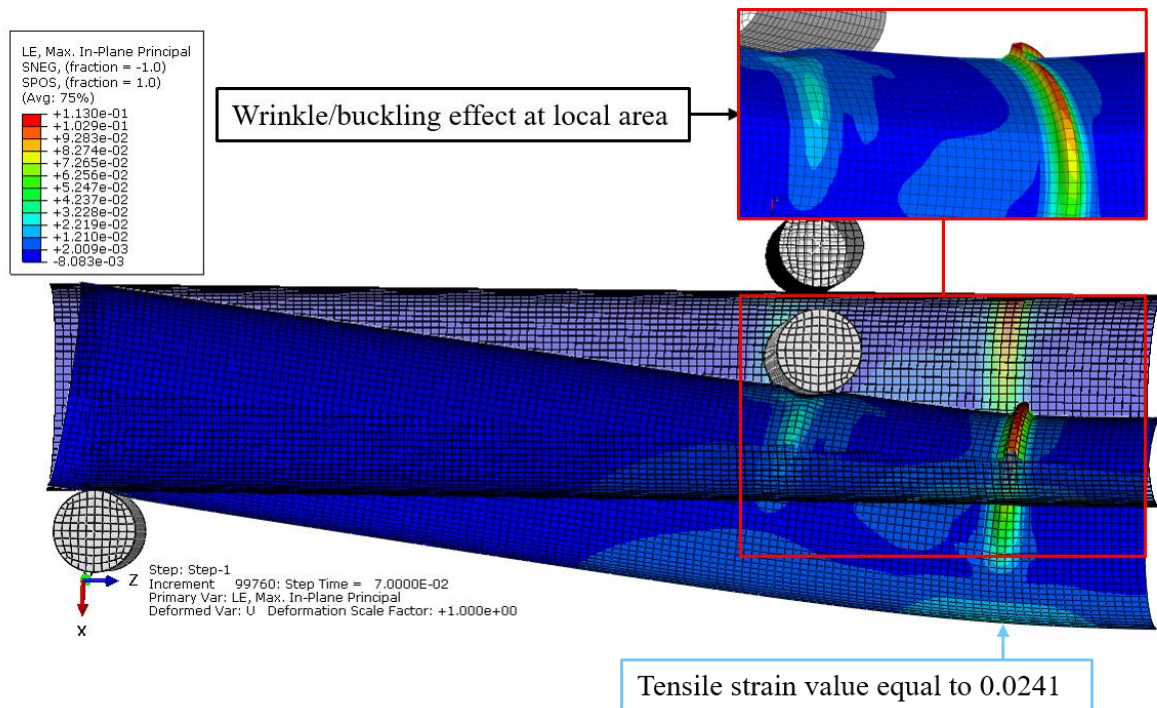 LE, Max. In-Plane Principal
SNEG, (fraction = -1.0)
SPOS, (fraction = 1.0)
(Avg: 75%)
+1.130e-01
+1.029e-01
+9.283e-02
+8.274e-02
+7.265e-02
+6.256e-02
+5.247e-02
+4.237e-02
+3.228e-02
+2.219e-02
+1.210e-02
+2.009e-03
-8.083e-03
Wrinkle/buckling effect at local area
Z
X
Step: Step-1
Increment 99760: Step Time = 7.0000E-02
Primary Var: LE, Max. In-Plane Principal
Deformed Var: U Deformation Scale Factor: +1.000e+00
Tensile strain value equal to 0.0241